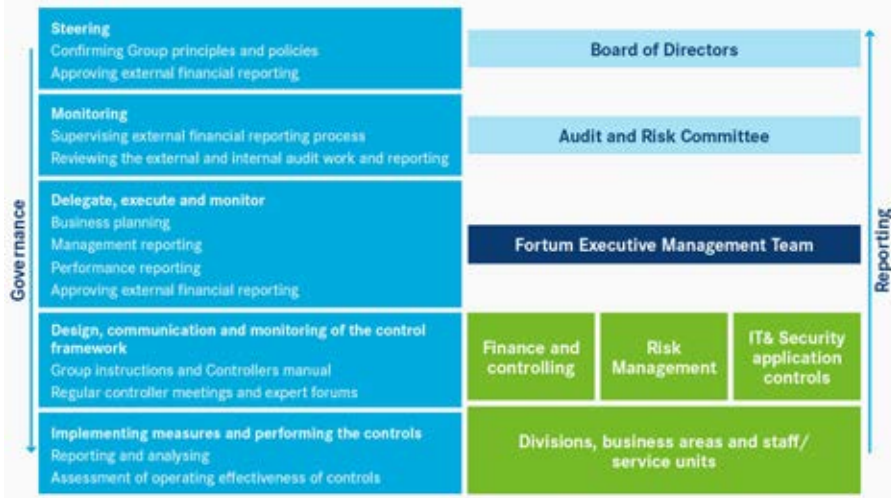 Governance
Steering
Confirming Group principles and policies
Approving external financial reporting
Board of Directors
Monitoring
Supervising external financial reporting process
Reviewing the external and internal audit work and reporting
Audit and Risk Committee
Delegate, execute and monitor
Business planning
Management reporting
Performance reporting
Approving external financial reporting
Fortum Executive Management Team
Design, communication and monitoring of the control
framework
Group instructions and Controllers manual
Regular controller meetings and expert forums
Finance and
controlling
Risk
Management
IT& Security
application
controls
Implementing measures and performing the controls
Reporting and analysing
Assessment of operating effectiveness of controls
Divisions, business areas and staff/
service units
Reporting